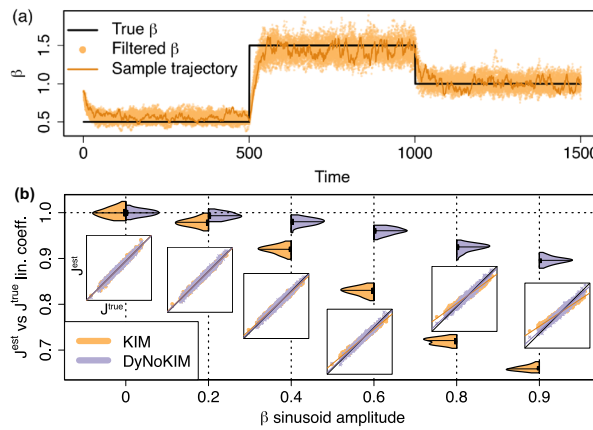 (a)
True β
Filtered β
Sample trajectory
β
1.5
1.0
0.5
0
500
1000
1500
Time
(b)
J^est vs J^true lin. coeff.
1.0
0.9
0.8
0.7
J^est
J^true
KIM
DyNoKIM
0
0.2
0.4
0.6
0.8
0.9
β sinusoid amplitude